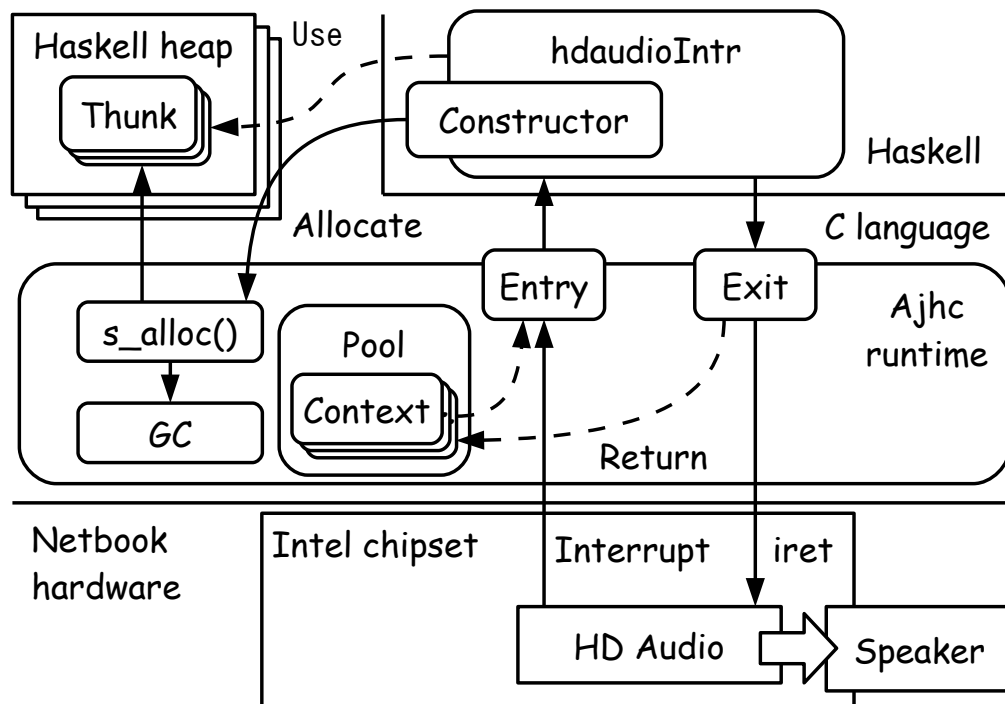 Haskell heap
Use
hdaudioIntr
Thunk
Constructor
Haskell
Allocate
C language
Entry
Exit
Ajhc
runtime
s_alloc()
Pool
Context
GC
Return
Netbook
hardware
Intel chipset
Interrupt
iret
HD Audio
Speaker